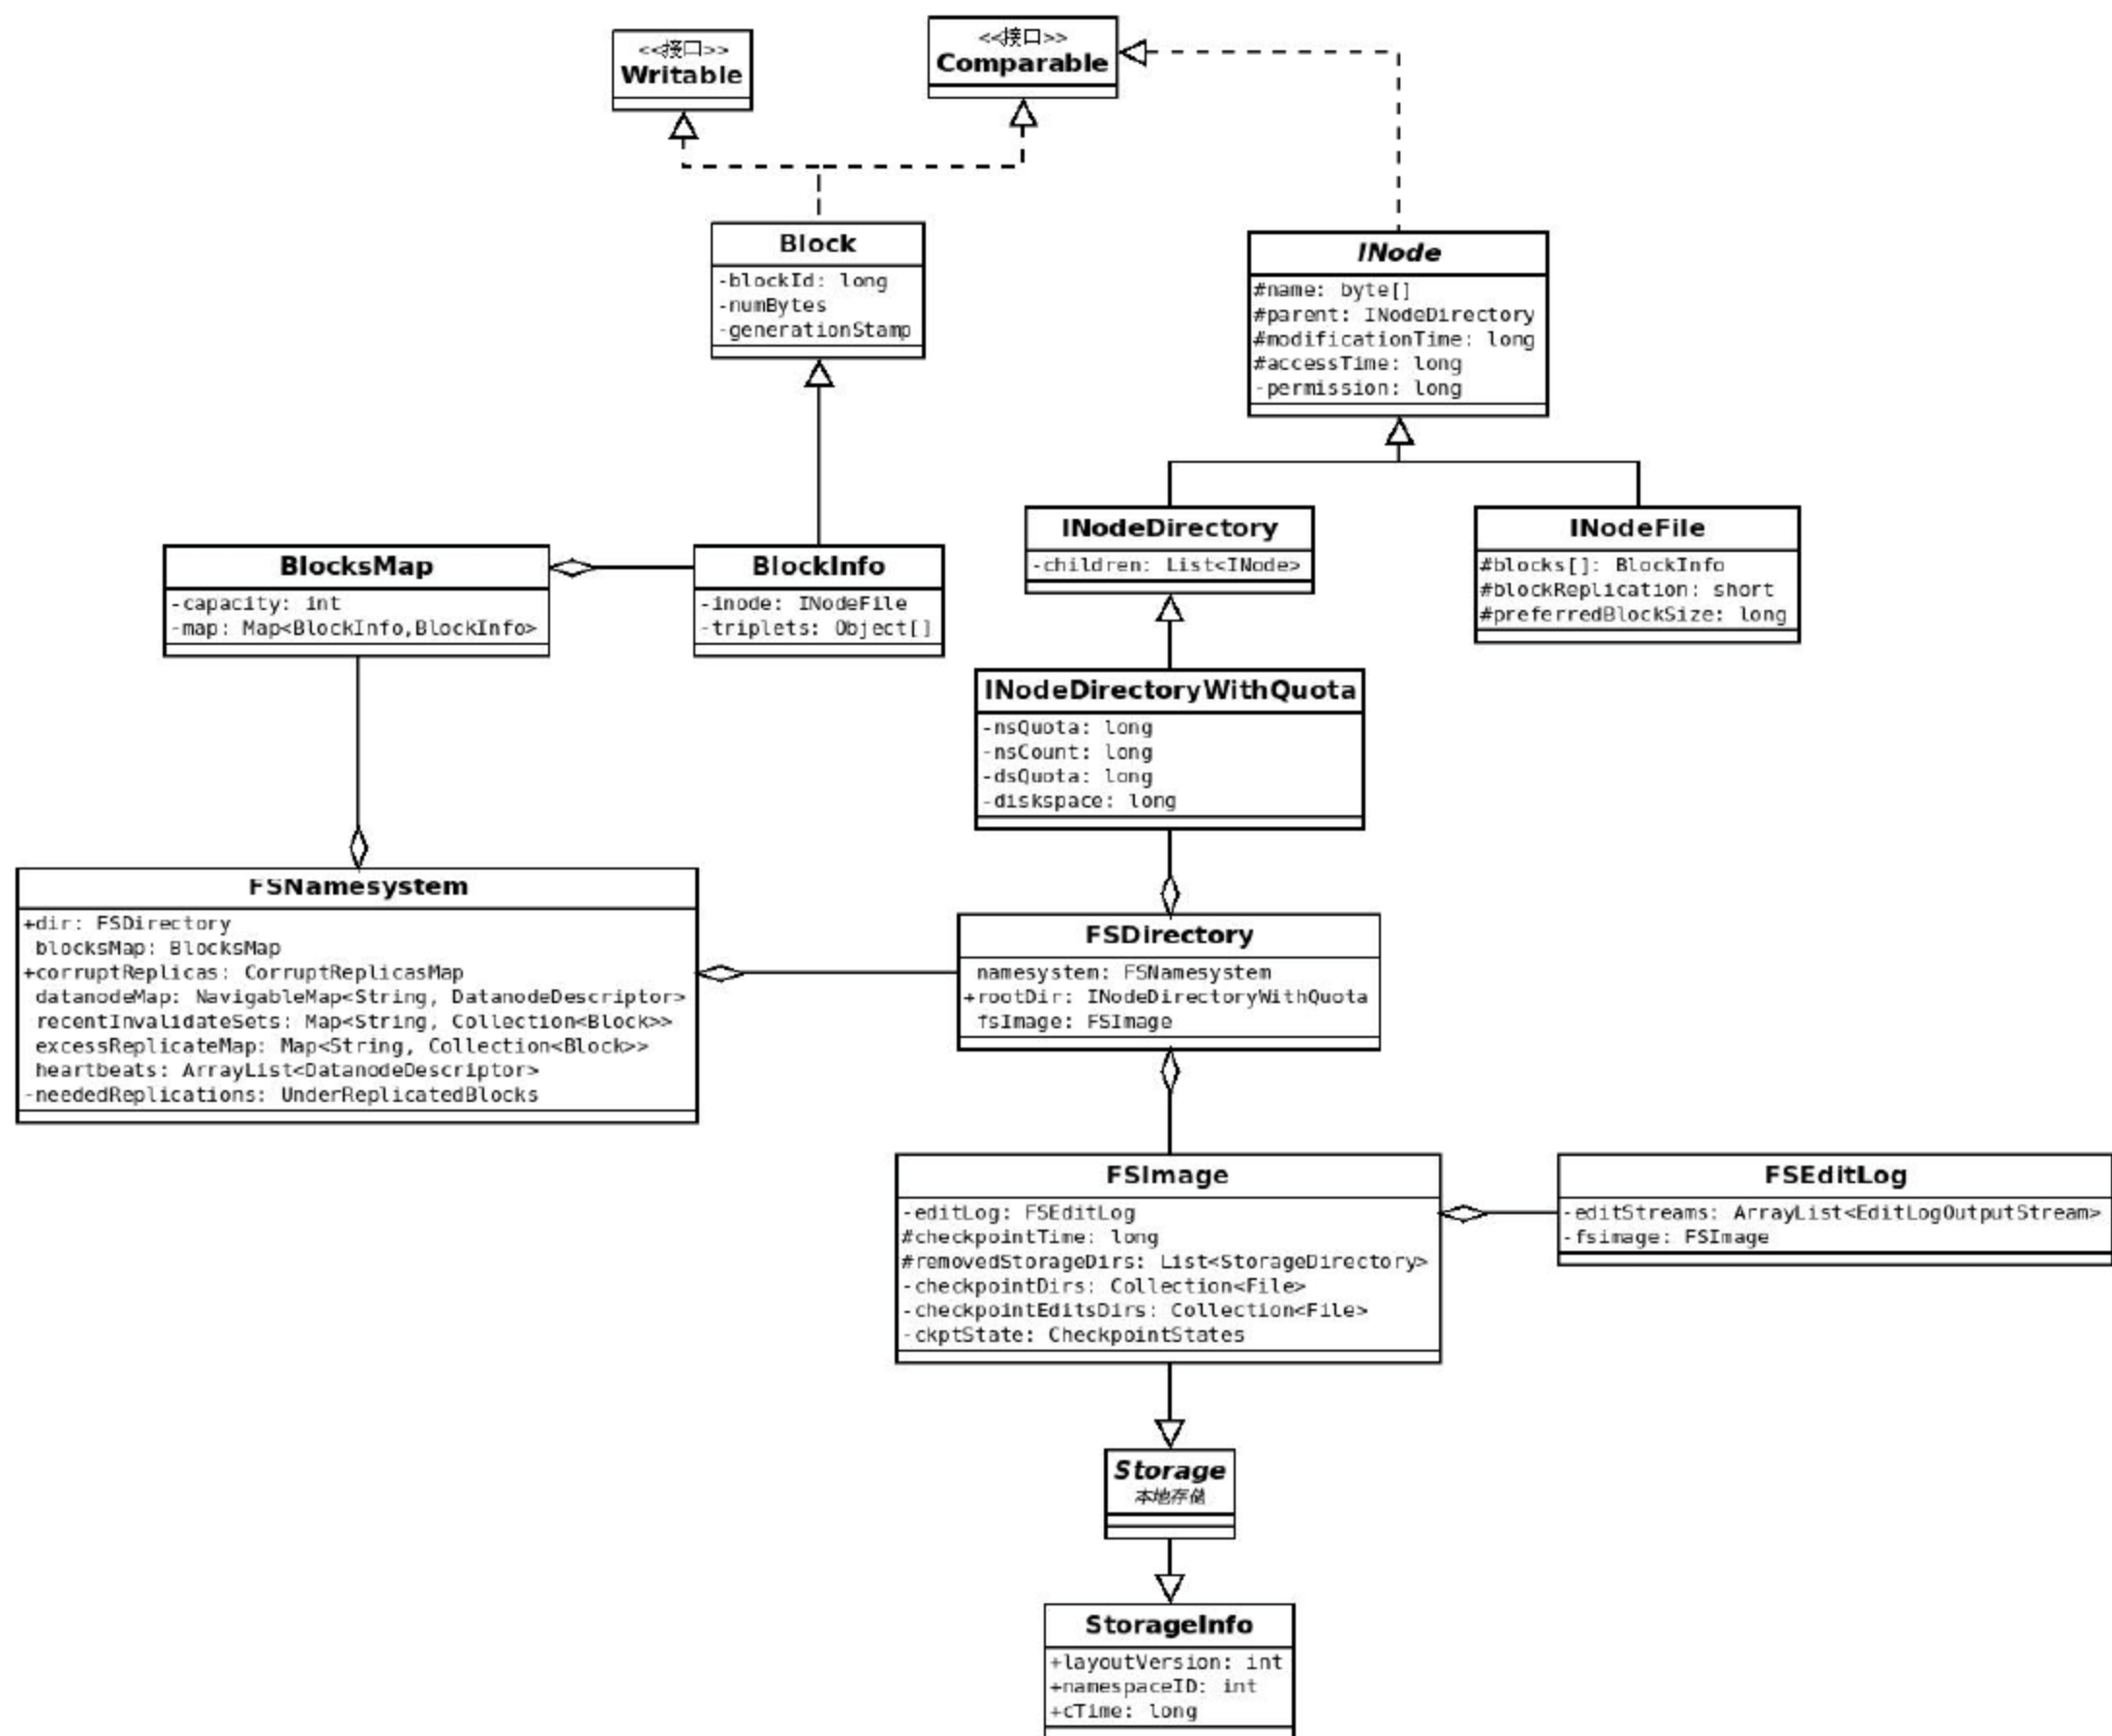 <<接口>>
Writable
<<接口>>
Comparable
Block
-blockId: long
-numBytes
-generationStamp
INode
#name: byte[]
#parent: INodeDirectory
#modificationTime: long
#accessTime: long
-permission: long
BlocksMap
-capacity: int
-map: Map<BlockInfo,BlockInfo>
BlockInfo
-inode: INodeFile
-triplets: Object[]
INodeDirectory
-children: List<INode>
INodeFile
#blocks[]: BlockInfo
#blockReplication: short
#preferredBlockSize: long
INodeDirectoryWithQuota
-nsQuota: long
-nsCount: long
-dsQuota: long
-diskspace: long
FSNamesystem
+dir: FSDirectory
blocksMap: BlocksMap
+corruptReplicas: CorruptReplicasMap
datanodeMap: NavigableMap<String, DatanodeDescriptor>
recentInvalidateSets: Map<String, Collection<Block>>
excessReplicateMap: Map<String, Collection<Block>>
heartbeats: ArrayList<DatanodeDescriptor>
-neededReplications: UnderReplicatedBlocks
FSDirectory
namesystem: FSNamesystem
+rootDir: INodeDirectoryWithQuota
fsImage: FSImage
FSImage
-editLog: FSEditLog
#checkpointTime: long
#removedStorageDirs: List<StorageDirectory>
-checkpointDirs: Collection<File>
-checkpointEditsDirs: Collection<File>
-ckptState: CheckpointStates
FSEditLog
-editStreams: ArrayList<EditLogOutputStream>
-fsimage: FSImage
Storage
本地存储
StorageInfo
+layoutVersion: int
+namespaceID: int
+cTime: long